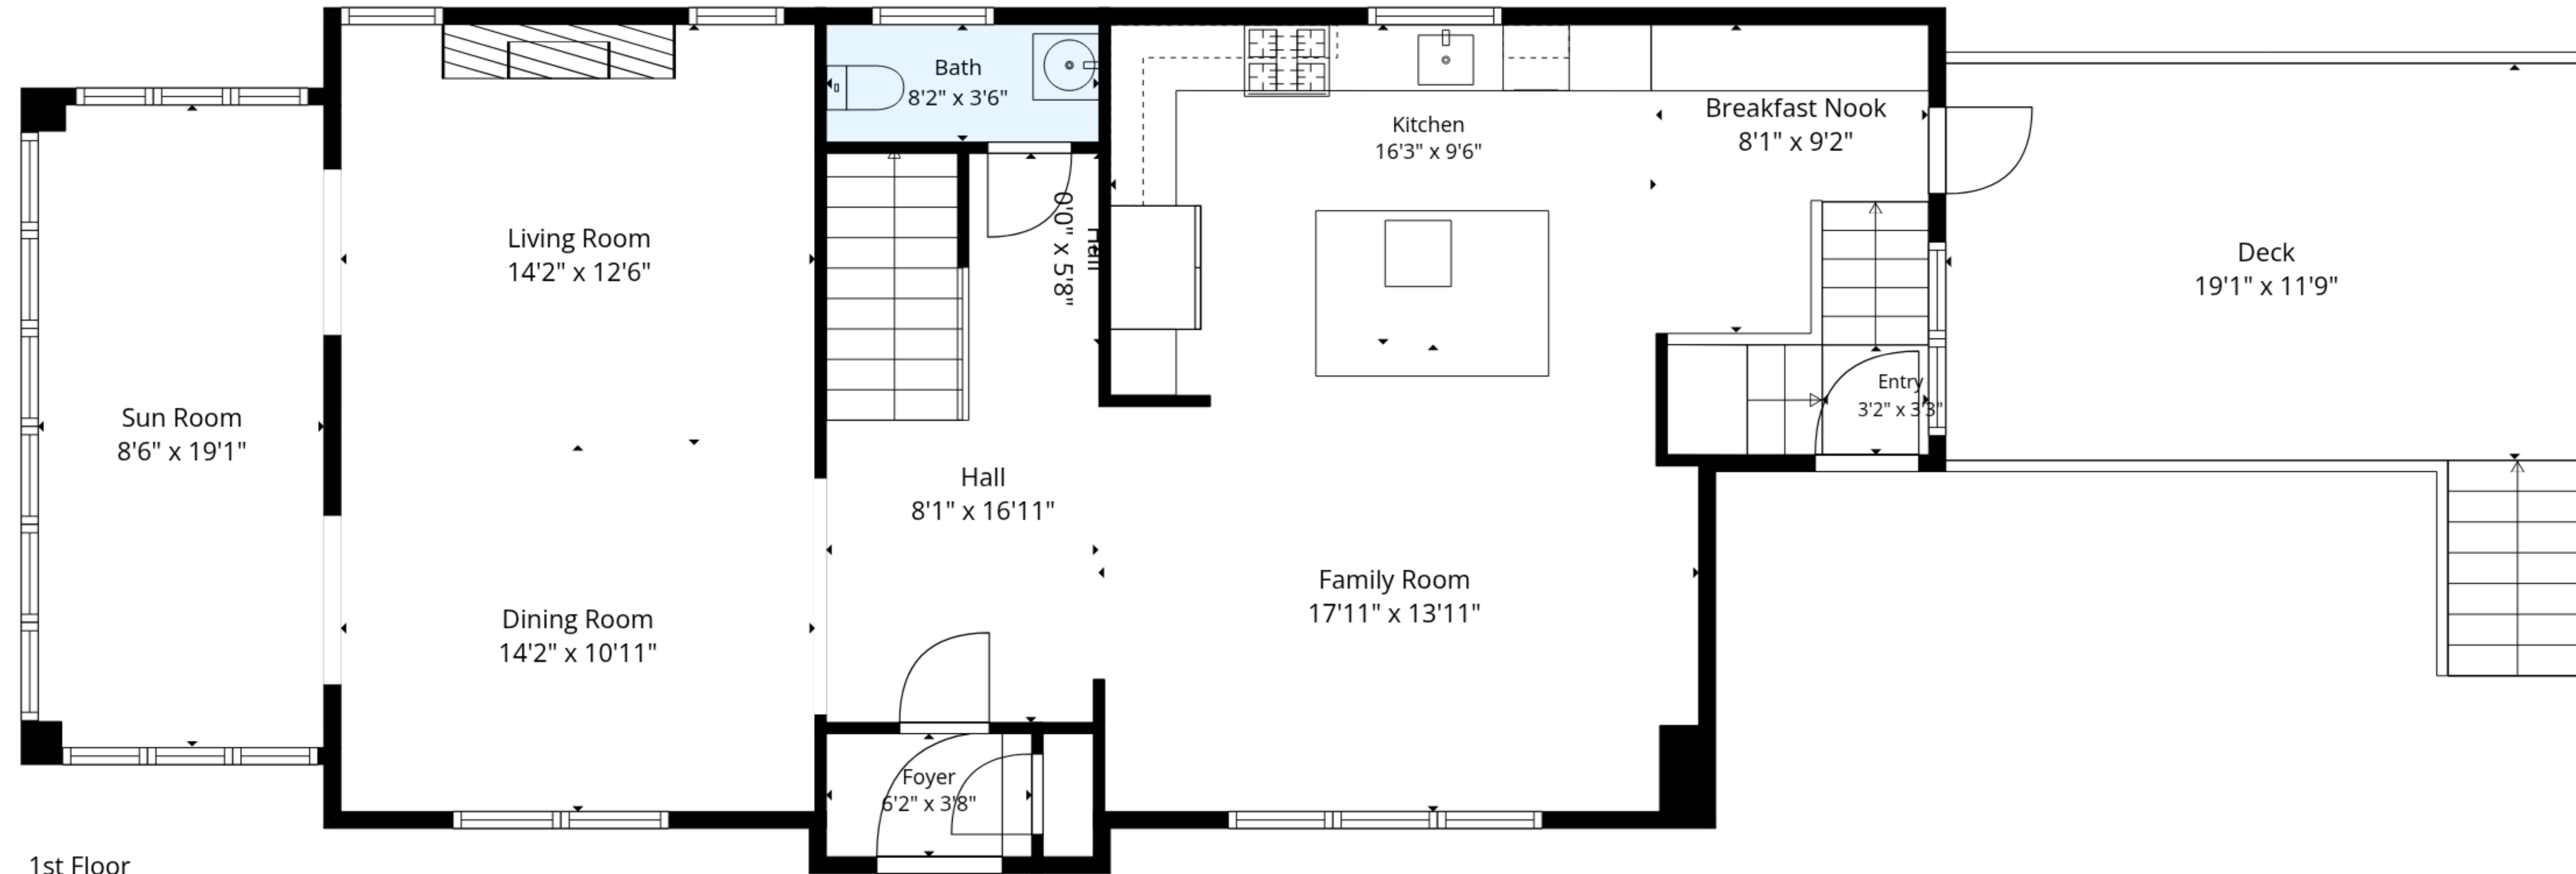 Bath
8'2" x 3'6"
Kitchen
16'3" x 9'6"
Breakfast Nook
8'1" x 9'2"
Living Room
14'2" x 12'6"
Hall
0'0" x 5'8"
Deck
19'1" x 11'9"
Sun Room
8'6" x 19'1"
Entry
3'2" x 3'3"
Hall
8'1" x 16'11"
Family Room
17'11" x 13'11"
Dining Room
14'2" x 10'11"
Foyer
6'2" x 3'8"
1st Floor